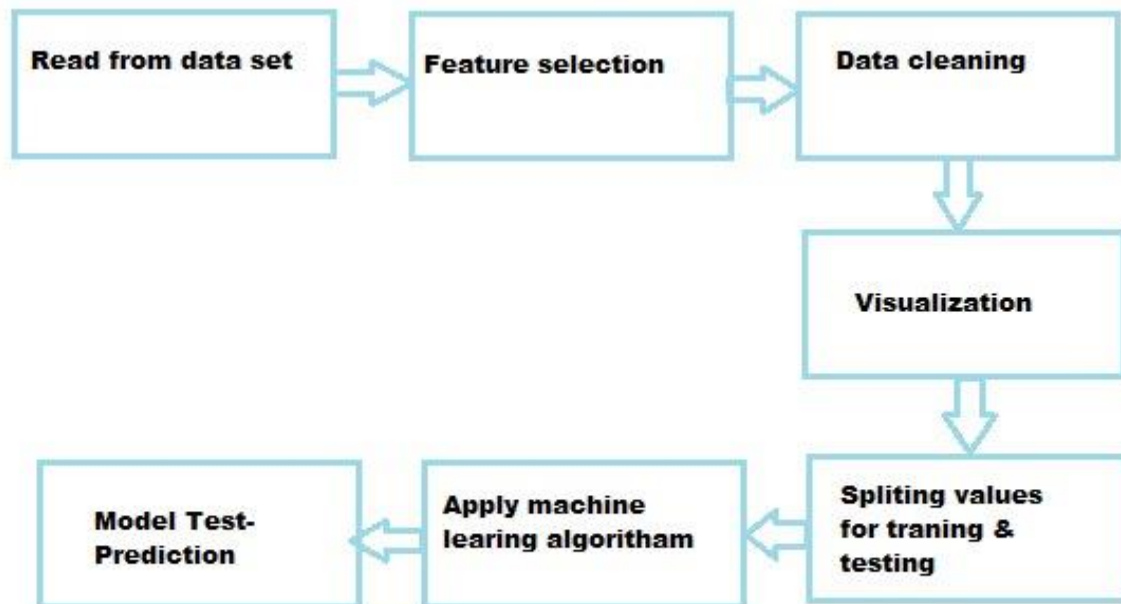 Read from data set
Feature selection
Data cleaning
Visualization
Spliting values
for traning &
testing
Apply machine
learing algoritham
Model Test-
Prediction